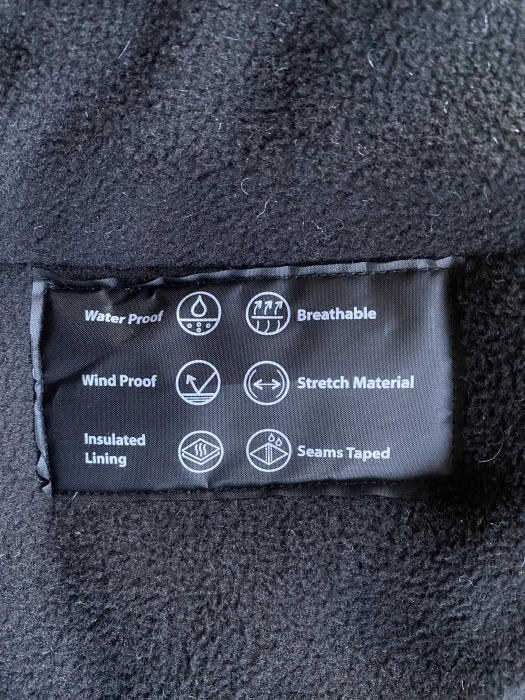 Water Proof
Breathable
Wind Proof
Stretch Material
Insulated
Lining
Seams Taped